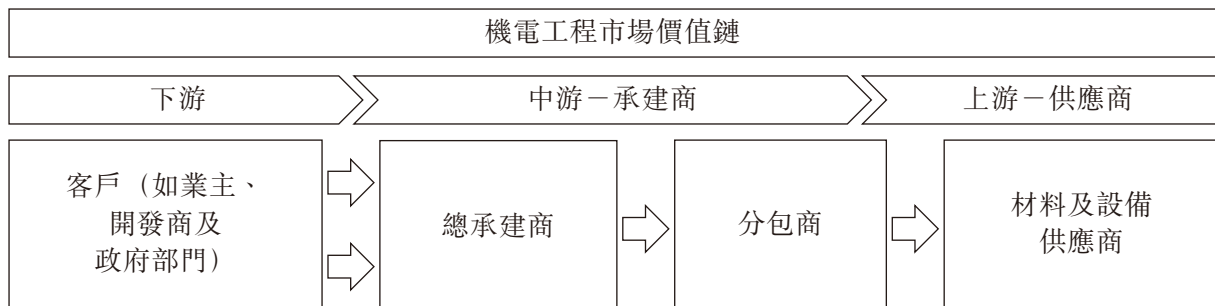 機電工程市場價值鏈
下游
中游－承建商
上游－供應商
客戶（如業主、
開發商及
政府部門）
總承建商
分包商
材料及設備
供應商